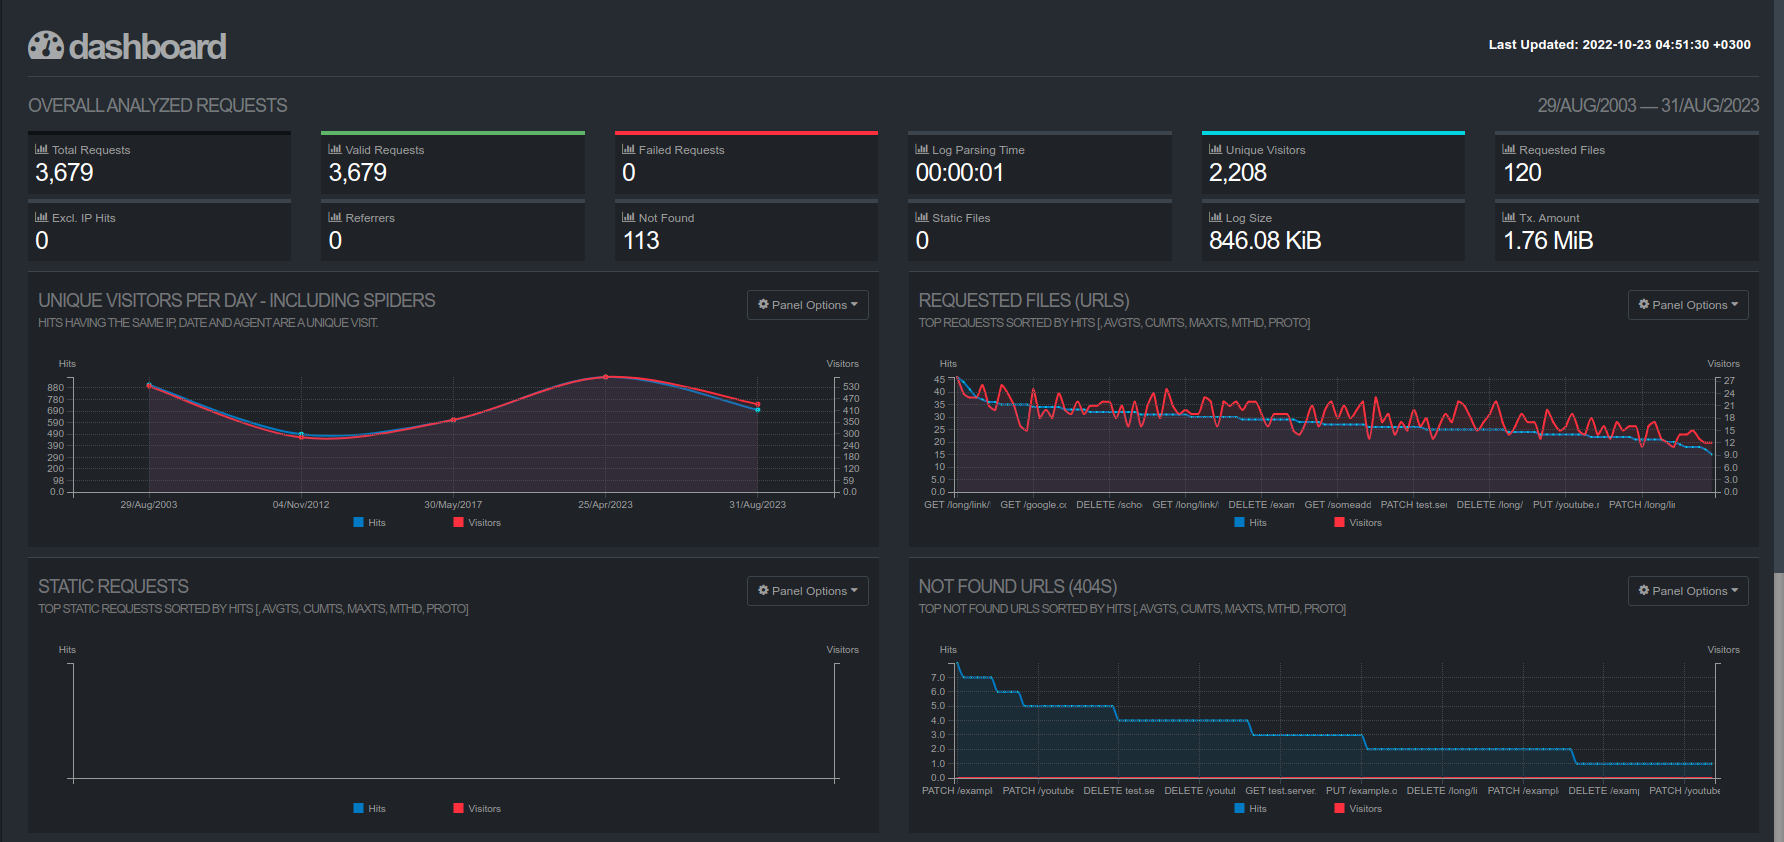 dashboard
Last Updated: 2022-10-23 04:51:30 +0300
OVERALL ANALYZED REQUESTS
29/AUG/2003 — 31/AUG/2023
Total Requests
3,679
Valid Requests
3,679
Failed Requests
0
Log Parsing Time
00:00:01
Unique Visitors
2,208
Requested Files
120
Excl. IP Hits
0
Referrers
0
Not Found
113
Static Files
0
Log Size
846.08 KiB
Tx. Amount
1.76 MiB
UNIQUE VISITORS PER DAY - INCLUDING SPIDERS
HITS HAVING THE SAME IP, DATE AND AGENT ARE A UNIQUE VISIT.
Panel Options
Hits
Visitors
880
780
690
590
490
390
290
200
98
0.0
530
470
410
350
300
240
180
120
59
0.0
29/Aug/2003
04/Nov/2012
30/May/2017
25/Apr/2023
31/Aug/2023
Hits
Visitors
REQUESTED FILES (URLS)
TOP REQUESTS SORTED BY HITS [, AVGTS, CUMTS, MAXTS, MTHD, PROTO]
Panel Options
Hits
Visitors
45
40
35
30
25
20
15
10
5.0
0.0
27
24
21
18
15
12
9.0
6.0
3.0
0.0
GET /long/link/
GET /google.cc
DELETE /scho
GET /long/link/
DELETE /exam
GET /someadd
PATCH test.sei
DELETE /long/
PUT /youtube.r
PATCH /long/li
Hits
Visitors
STATIC REQUESTS
TOP STATIC REQUESTS SORTED BY HITS [, AVGTS, CUMTS, MAXTS, MTHD, PROTO]
Panel Options
Hits
Visitors
Hits
Visitors
NOT FOUND URLS (404S)
TOP NOT FOUND URLS SORTED BY HITS [, AVGTS, CUMTS, MAXTS, MTHD, PROTO]
Panel Options
Hits
Visitors
7.0
6.0
5.0
4.0
3.0
2.0
1.0
0.0
PATCH /exampl
PATCH /youtube
DELETE test.se
DELETE /youtul
GET test.server.
PUT /example.c
DELETE /long/li
PATCH /exampl
DELETE /exam
PATCH /youtube
Hits
Visitors